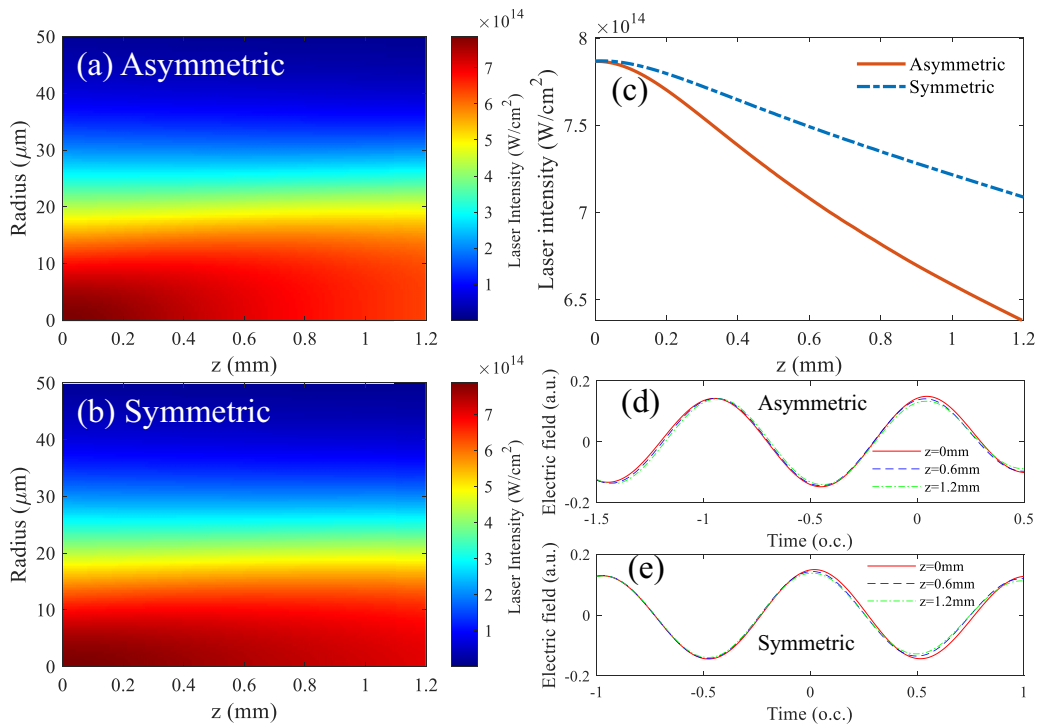 (a) Asymmetric
50
40
30
20
10
0
Radius (μm)
0 0.2 0.4 0.6 0.8 1 1.2
z (mm)
×10^14
7
6
5
4
3
2
1
Laser Intensity (W/cm²)
(b) Symmetric
50
40
30
20
10
0
Radius (μm)
0 0.2 0.4 0.6 0.8 1 1.2
z (mm)
×10^14
7
6
5
4
3
2
1
Laser Intensity (W/cm²)
×10^14
(c)
Asymmetric
Symmetric
8
7.5
7
6.5
Laser intensity (W/cm²)
0 0.2 0.4 0.6 0.8 1 1.2
z (mm)
(d)
Asymmetric
0.2
0
-0.2
Electric field (a.u.)
z=0mm
z=0.6mm
z=1.2mm
-1.5 -1 -0.5 0 0.5
Time (o.c.)
(e)
Symmetric
0.2
0
-0.2
Electric field (a.u.)
z=0mm
z=0.6mm
z=1.2mm
-1 -0.5 0 0.5 1
Time (o.c.)